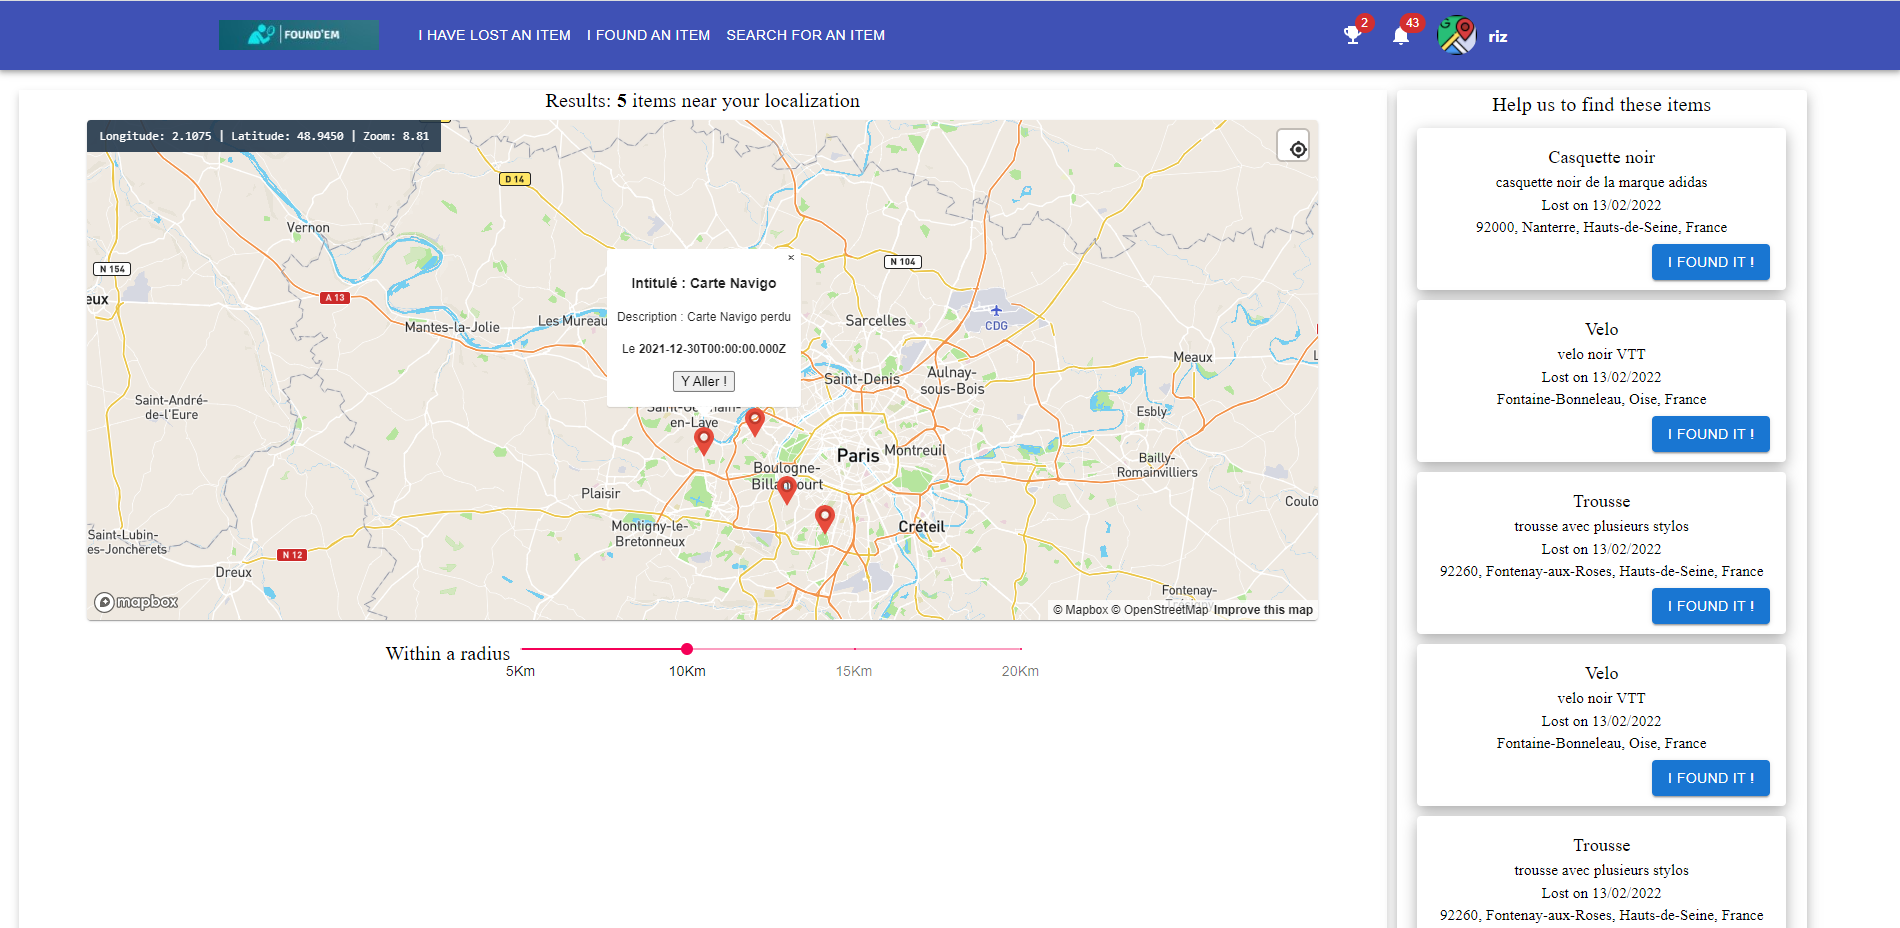 FOUND'EM
I HAVE LOST AN ITEM
I FOUND AN ITEM
SEARCH FOR AN ITEM
2
43
G
riz
Results: 5 items near your localization
Longitude: 2.1075 | Latitude: 48.9450 | Zoom: 8.81
D 14
Vernon
N 154
N 104
eux
A 13
Mantes-la-Jolie
Les Mureau
Sarcelles
CDG
Meaux
L
Saint-Denis
Aulnay-
sous-Bois
Saint-André-
de-l'Eure
Esbly
en-Laye
Paris
Montreuil
Boulogne-
Bailly-
Romainvilliers
Plaisir
Coulo
Montigny-le-
Bretonneux
Créteil
Saint-Lubin-
es-Joncherets
N 12
Dreux
Fontenay-
×
Intitulé : Carte Navigo
Description : Carte Navigo perdu
Le 2021-12-30T00:00:00.000Z
Y Aller !
mapbox
© Mapbox © OpenStreetMap Improve this map
Within a radius
5Km
10Km
15Km
20Km
Help us to find these items
Casquette noir
casquette noir de la marque adidas
Lost on 13/02/2022
92000, Nanterre, Hauts-de-Seine, France
I FOUND IT !
Velo
velo noir VTT
Lost on 13/02/2022
Fontaine-Bonneleau, Oise, France
I FOUND IT !
Trousse
trousse avec plusieurs stylos
Lost on 13/02/2022
92260, Fontenay-aux-Roses, Hauts-de-Seine, France
I FOUND IT !
Velo
velo noir VTT
Lost on 13/02/2022
Fontaine-Bonneleau, Oise, France
I FOUND IT !
Trousse
trousse avec plusieurs stylos
Lost on 13/02/2022
92260, Fontenay-aux-Roses, Hauts-de-Seine, France